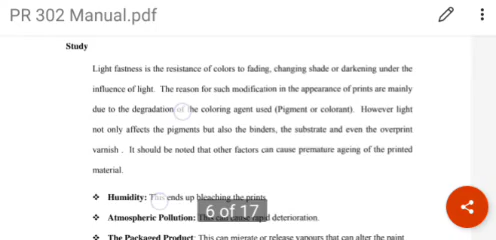 PR 302 Manual.pdf
Study
Light fastness is the resistance of colors to fading, changing shade or darkening under the
influence of light. The reason for such modification in the appearance of prints are mainly
due to the degradation of the coloring agent used (Pigment or colorant). However light
not only affects the pigments but also the binders, the substrate and even the overprint
varnish . It should be noted that other factors can cause premature ageing of the printed
material.
❖ Humidity: This ends up bleaching the prints
❖ Atmospheric Pollution: This can cause rapid deterioration.
6 of 17
❖ The Packaged Product: This can migrate or release vapours that can alter the paint